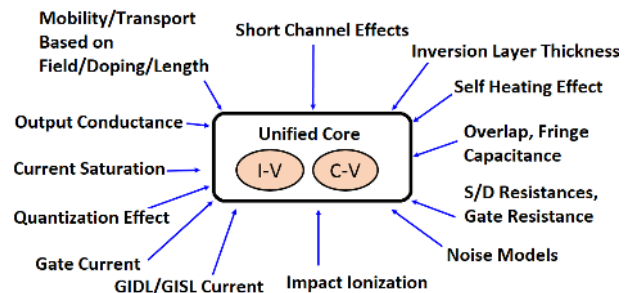 Mobility/Transport
Based on
Field/Doping/Length
Short Channel Effects
Inversion Layer Thickness
Self Heating Effect
Output Conductance
Unified Core
Overlap, Fringe
Capacitance
I-V
C-V
Current Saturation
S/D Resistances,
Gate Resistance
Quantization Effect
Noise Models
Gate Current
GIDL/GISL Current
Impact Ionization